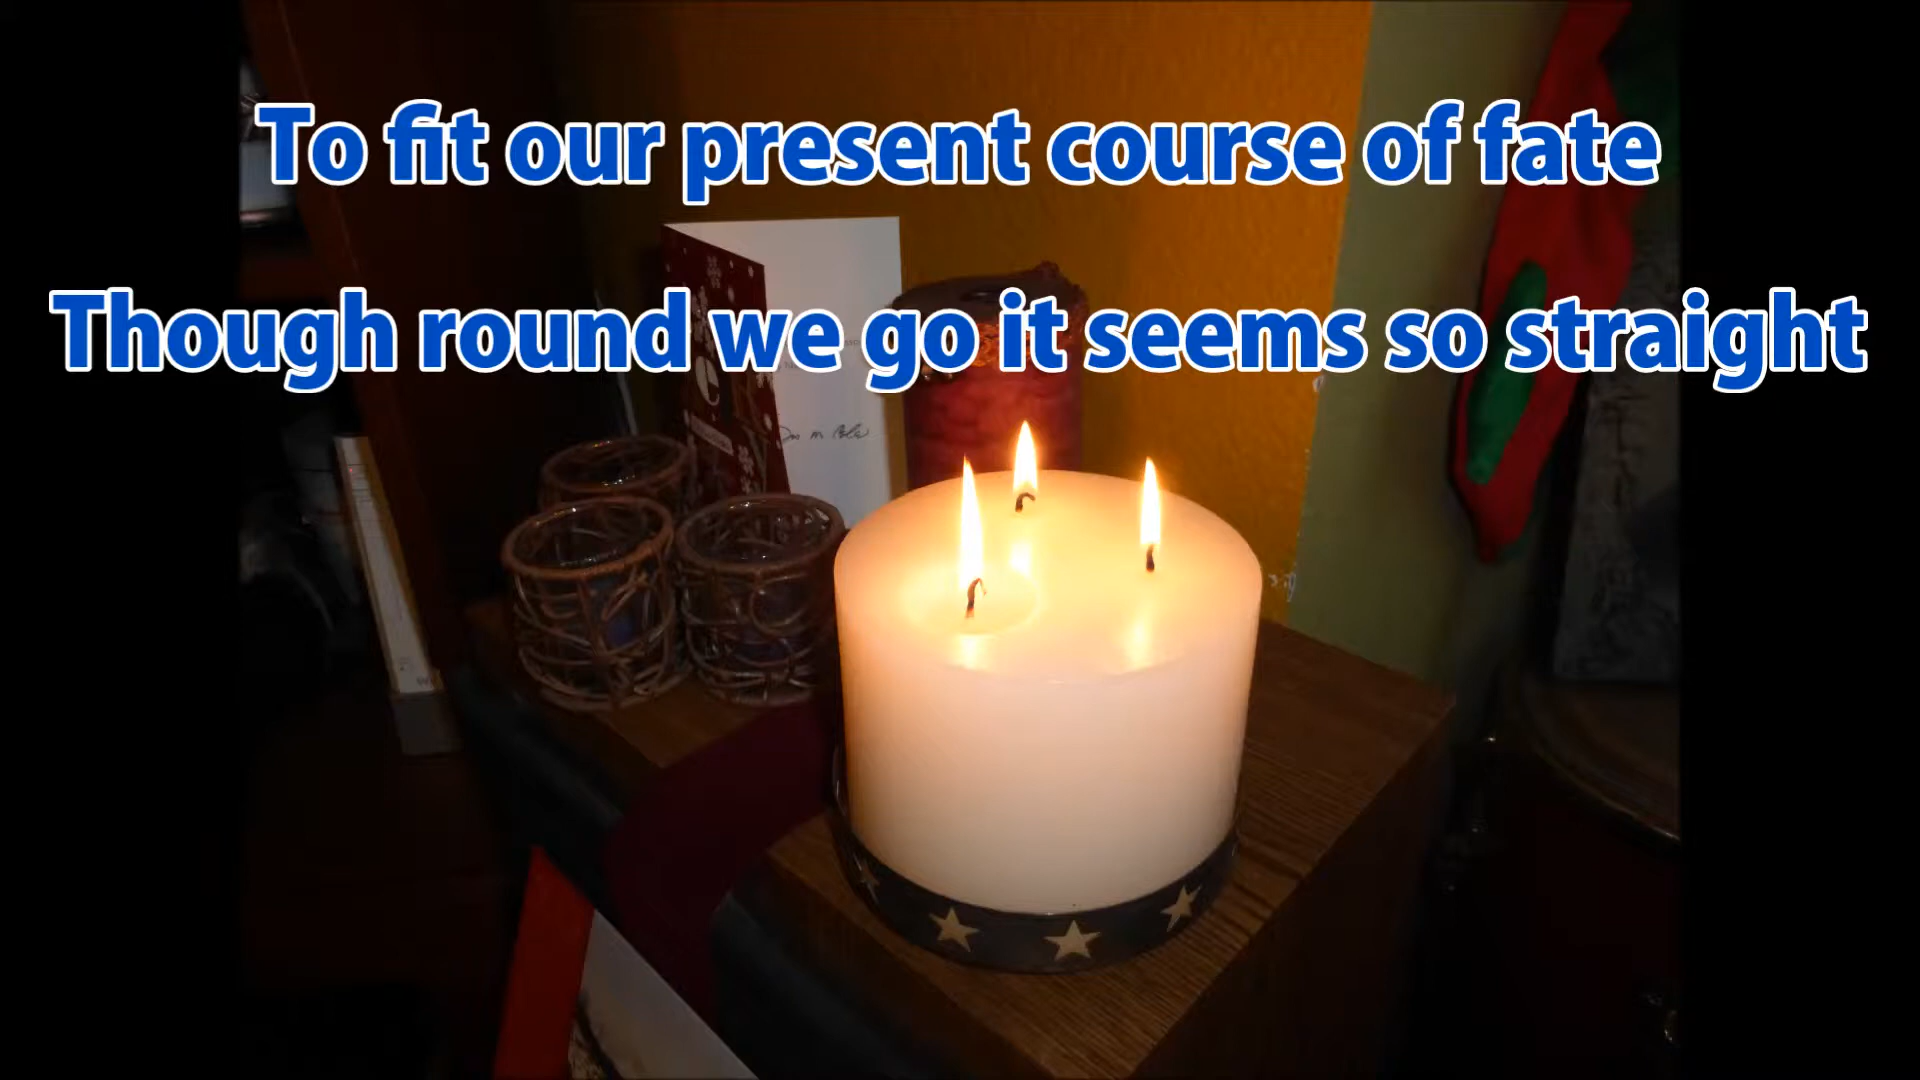 To fit our present course of fate
Though round we go it seems so straight